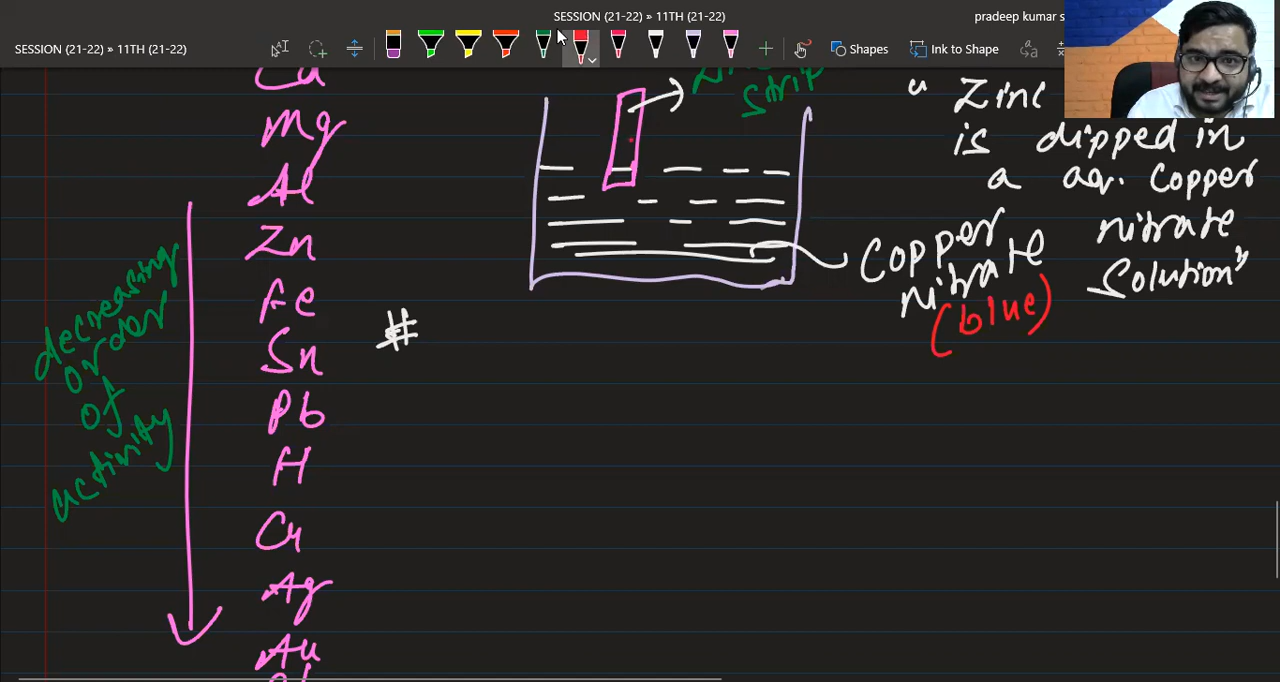 SESSION (21-22) » 11TH (21-22)
pradeep kumar s
SESSION (21-22) » 11TH (21-22)
Shapes
Ink to Shape
Ca
Mg
Al
Zn
Fe
Sn
Pb
H
Cu
Ag
Au
decreasing
order
of
activity
#
strip
Copper
nitrate
(blue)
" Zinc
is dipped in
a aq. Copper
nitrate
Solution"